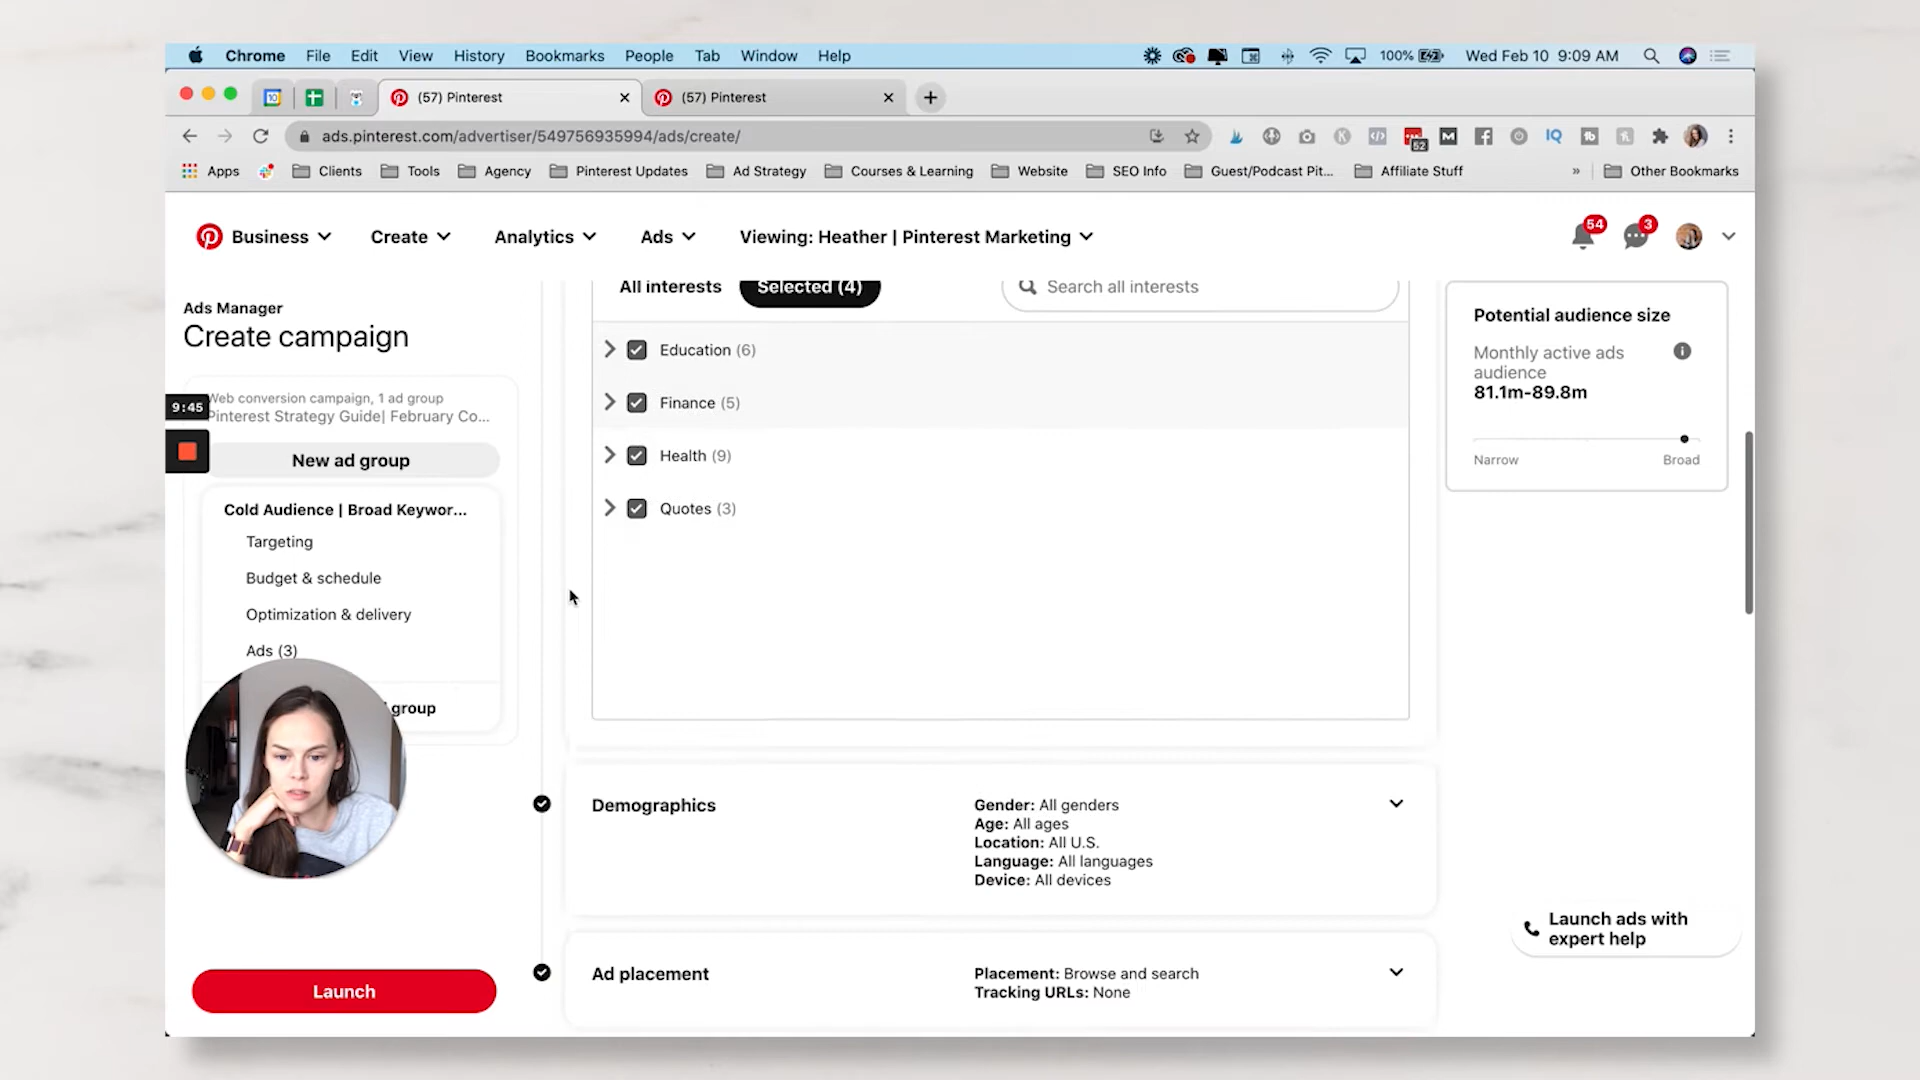 Chrome File Edit View History Bookmarks People Tab Window Help 100% Wed Feb 10 9:09 AM
10 (57) Pinterest (57) Pinterest
ads.pinterest.com/advertiser/549756935994/ads/create/ 52 IQ
Apps Clients Tools Agency Pinterest Updates Ad Strategy Courses & Learning Website SEO Info Guest/Podcast Pit... Affiliate Stuff » Other Bookmarks
Business Create Analytics Ads Viewing: Heather | Pinterest Marketing 54 3
Ads Manager
Create campaign
9:45
Web conversion campaign, 1 ad group
Pinterest Strategy Guide| February Co...
New ad group
Cold Audience | Broad Keywor...
Targeting
Budget & schedule
Optimization & delivery
Ads (3)
group
Launch
All interests Selected (4) Search all interests
Education (6)
Finance (5)
Health (9)
Quotes (3)
Demographics
Gender: All genders
Age: All ages
Location: All U.S.
Language: All languages
Device: All devices
Ad placement
Placement: Browse and search
Tracking URLs: None
Potential audience size
Monthly active ads
audience
81.1m-89.8m
Narrow Broad
Launch ads with
expert help